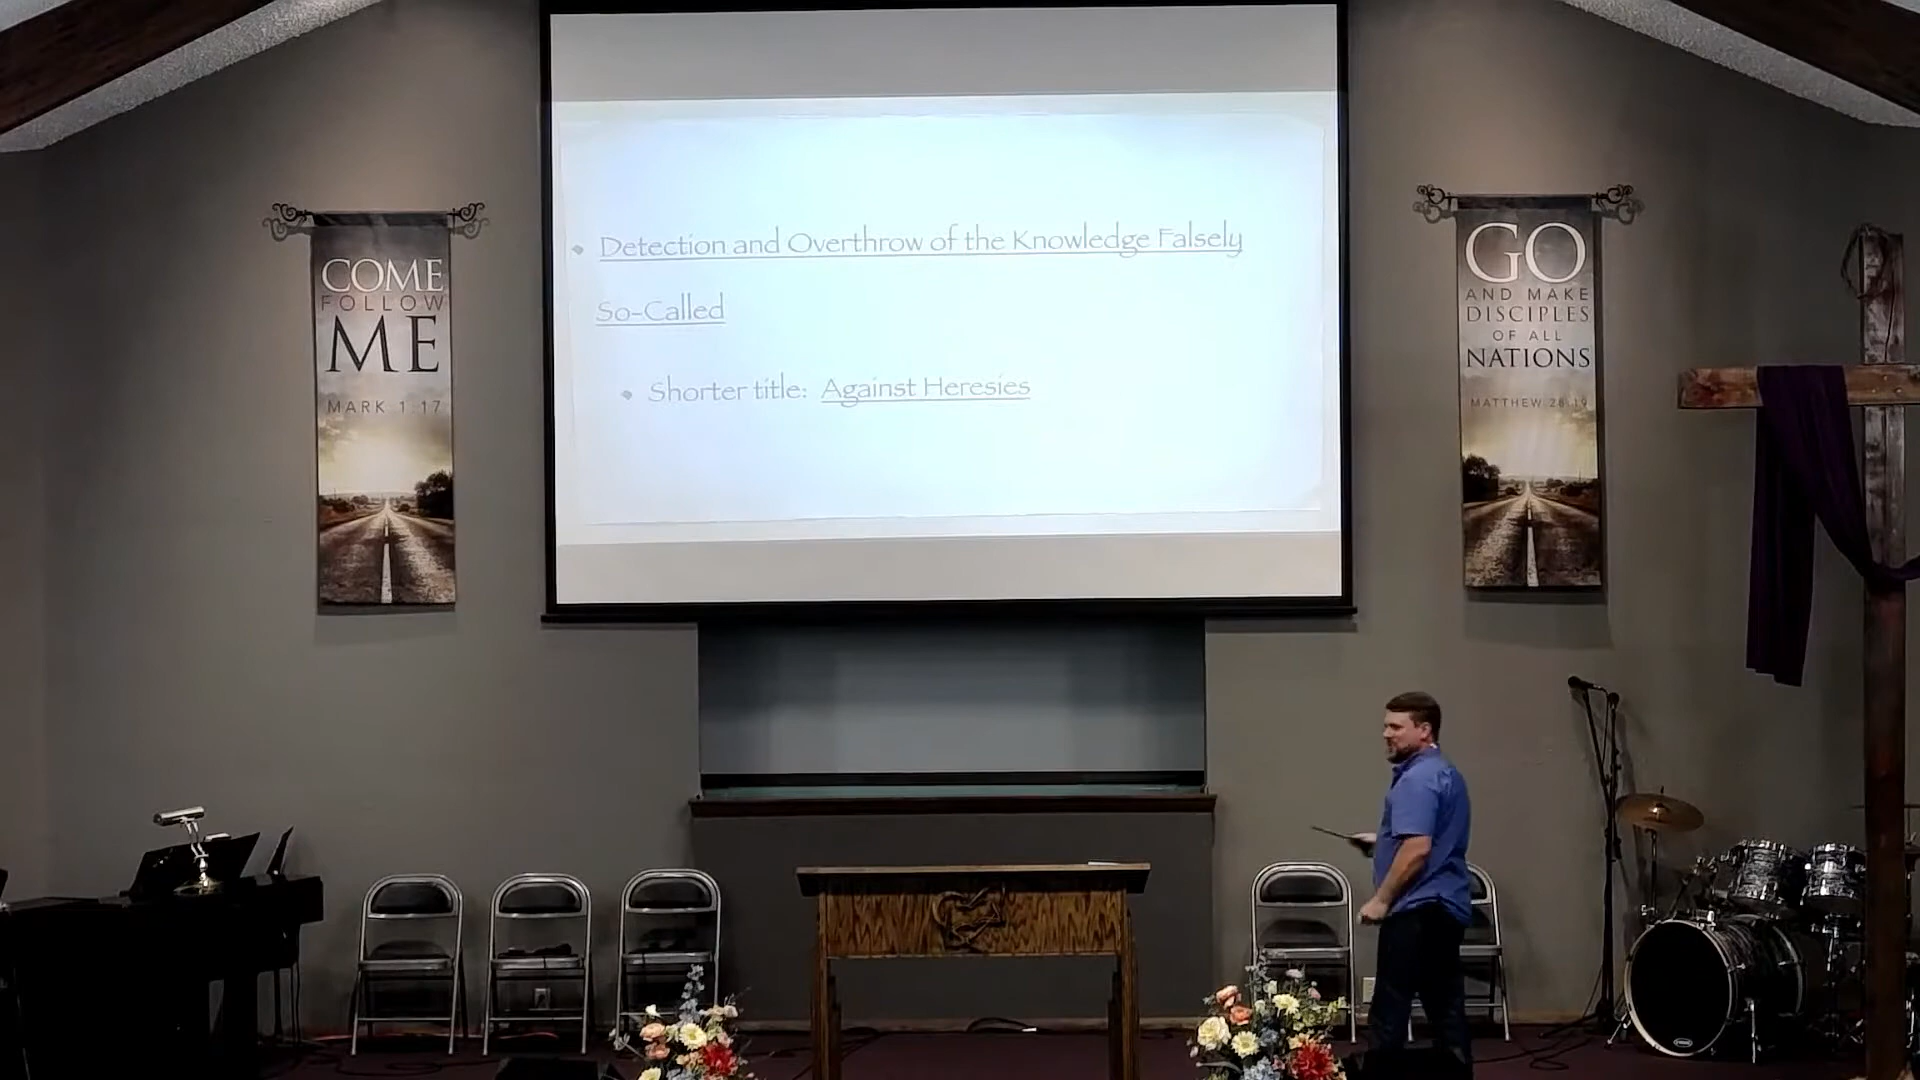 Detection and Overthrow of the Knowledge Falsely
So-Called
Shorter title: Against Heresies
COME
FOLLOW
ME
MARK 1:17
GO
AND MAKE
DISCIPLES
OF ALL
NATIONS
MATTHEW 28:19